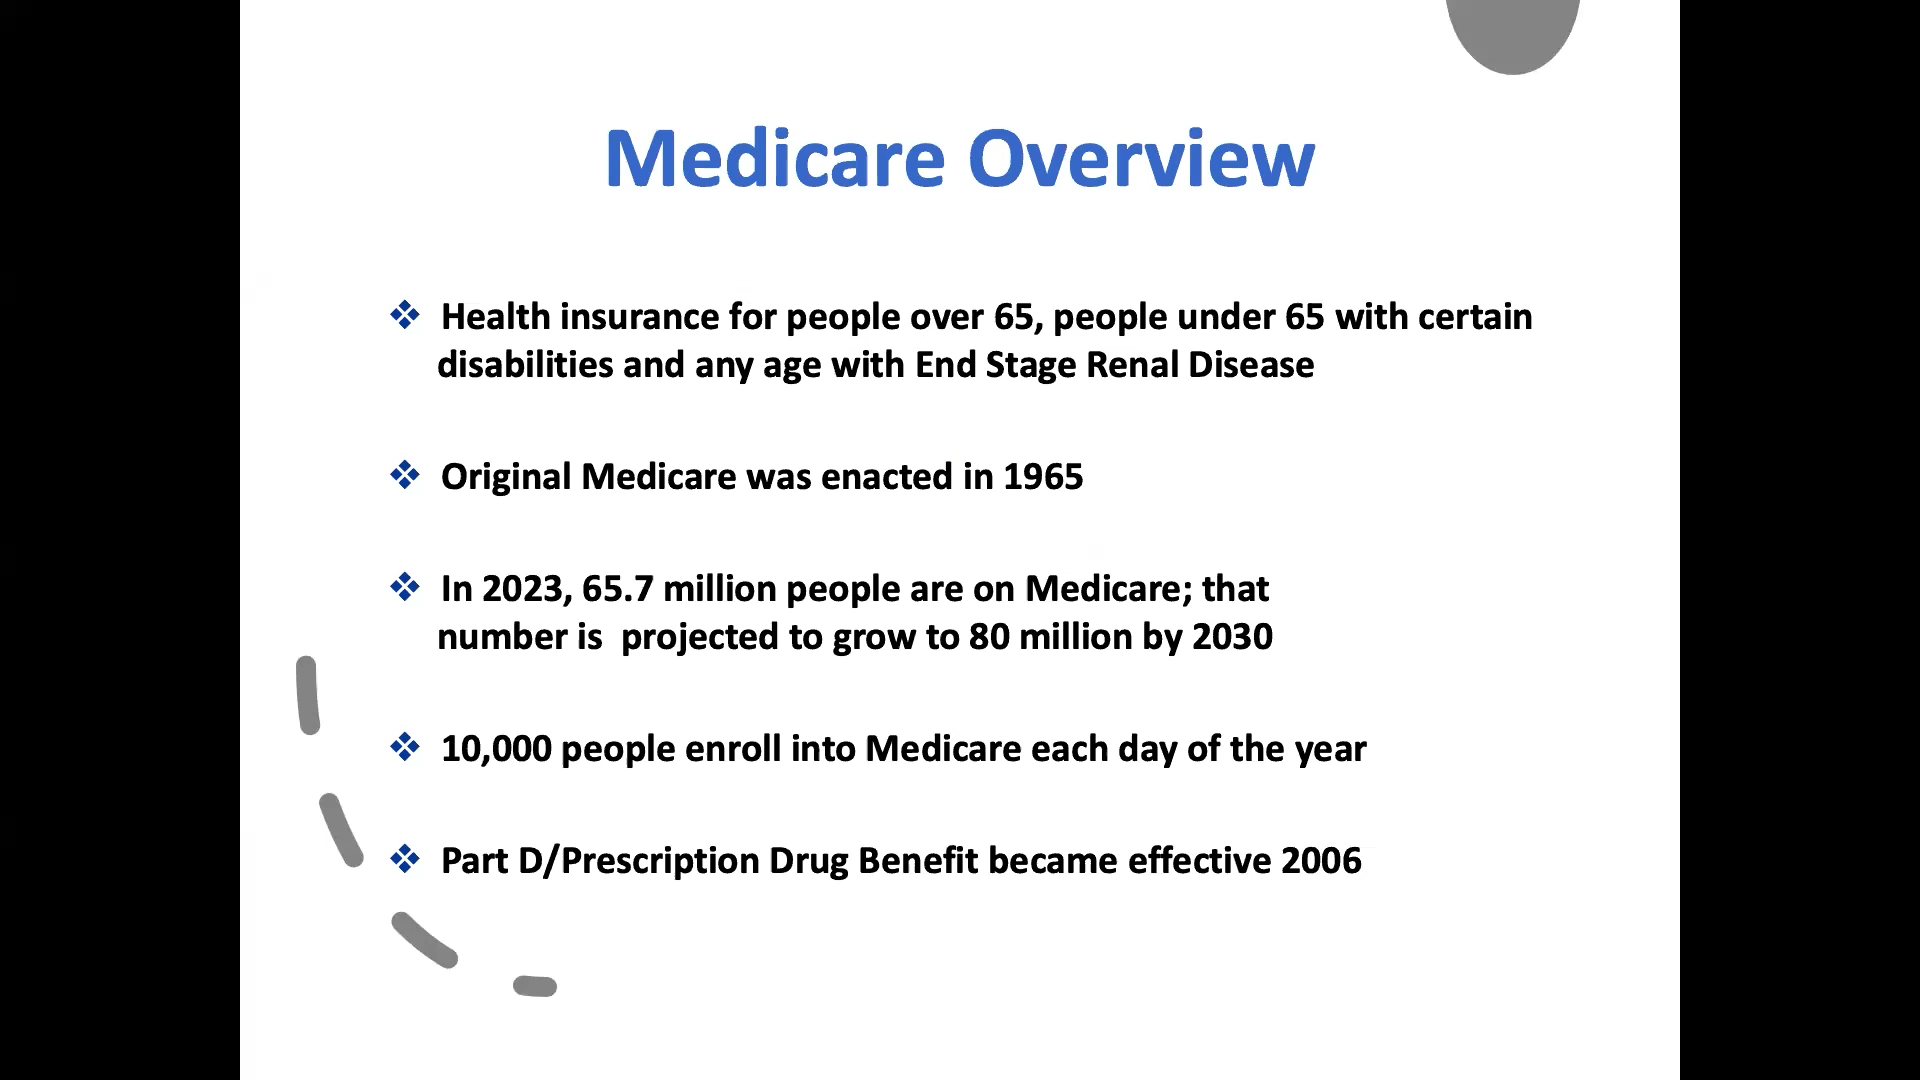 Medicare Overview
❖ Health insurance for people over 65, people under 65 with certain
disabilities and any age with End Stage Renal Disease
❖ Original Medicare was enacted in 1965
❖ In 2023, 65.7 million people are on Medicare; that
number is  projected to grow to 80 million by 2030
❖ 10,000 people enroll into Medicare each day of the year
❖ Part D/Prescription Drug Benefit became effective 2006